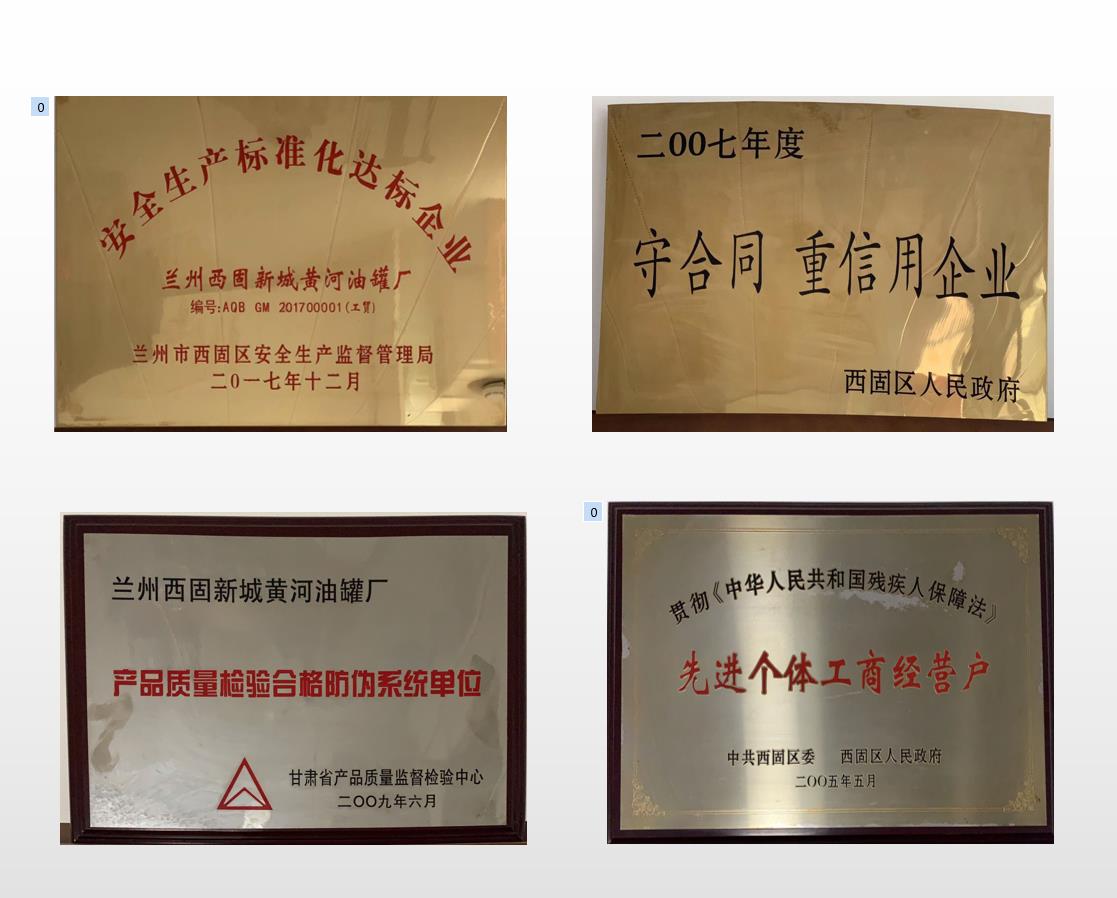 0
安全生产标准化达标企业
兰州西固新城黄河油罐厂
编号:AQB GM 201700001(工贸)
兰州市西固区安全生产监督管理局
二0一七年十二月
二00七年度
守合同 重信用企业
西固区人民政府
兰州西固新城黄河油罐厂
产品质量检验合格防伪系统单位
甘肃省产品质量监督检验中心
二〇〇九年六月
0
贯彻《中华人民共和国残疾人保障法》
先进个体工商经营户
中共西固区委 西固区人民政府
二〇〇五年五月